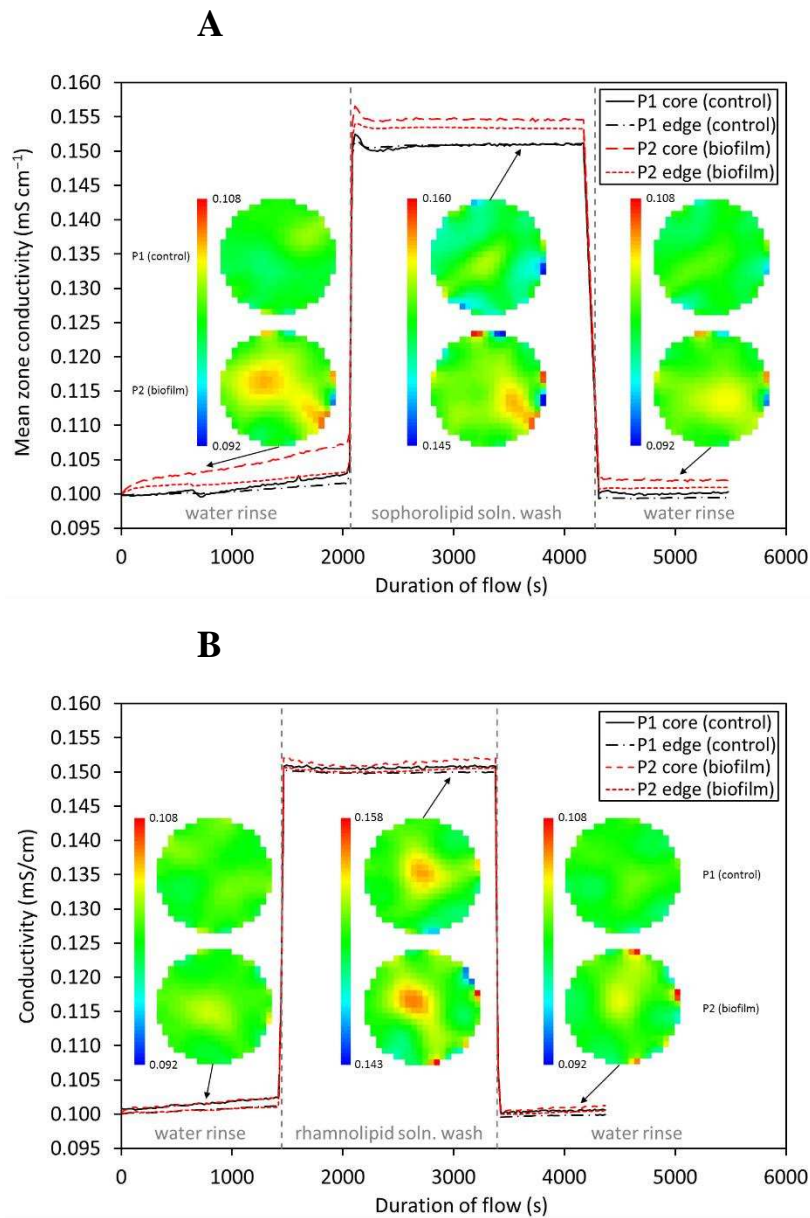 A
0.160
0.155
0.150
0.145
0.140
0.135
0.130
0.125
0.120
0.115
0.110
0.105
0.100
0.095
Mean zone conductivity (mS cm⁻¹)
P1 core (control)
P1 edge (control)
P2 core (biofilm)
P2 edge (biofilm)
0.108
0.160
0.108
P1 (control)
P2 (biofilm)
0.092
0.145
0.092
water rinse
sophorolipid soln. wash
water rinse
0 1000 2000 3000 4000 5000 6000
Duration of flow (s)
B
0.160
0.155
0.150
0.145
0.140
0.135
0.130
0.125
0.120
0.115
0.110
0.105
0.100
0.095
Conductivity (mS/cm)
P1 core (control)
P1 edge (control)
P2 core (biofilm)
P2 edge (biofilm)
0.108
0.158
0.108
P1 (control)
P2 (biofilm)
0.092
0.143
0.092
water rinse
rhamnolipid soln. wash
water rinse
0 1000 2000 3000 4000 5000 6000
Duration of flow (s)